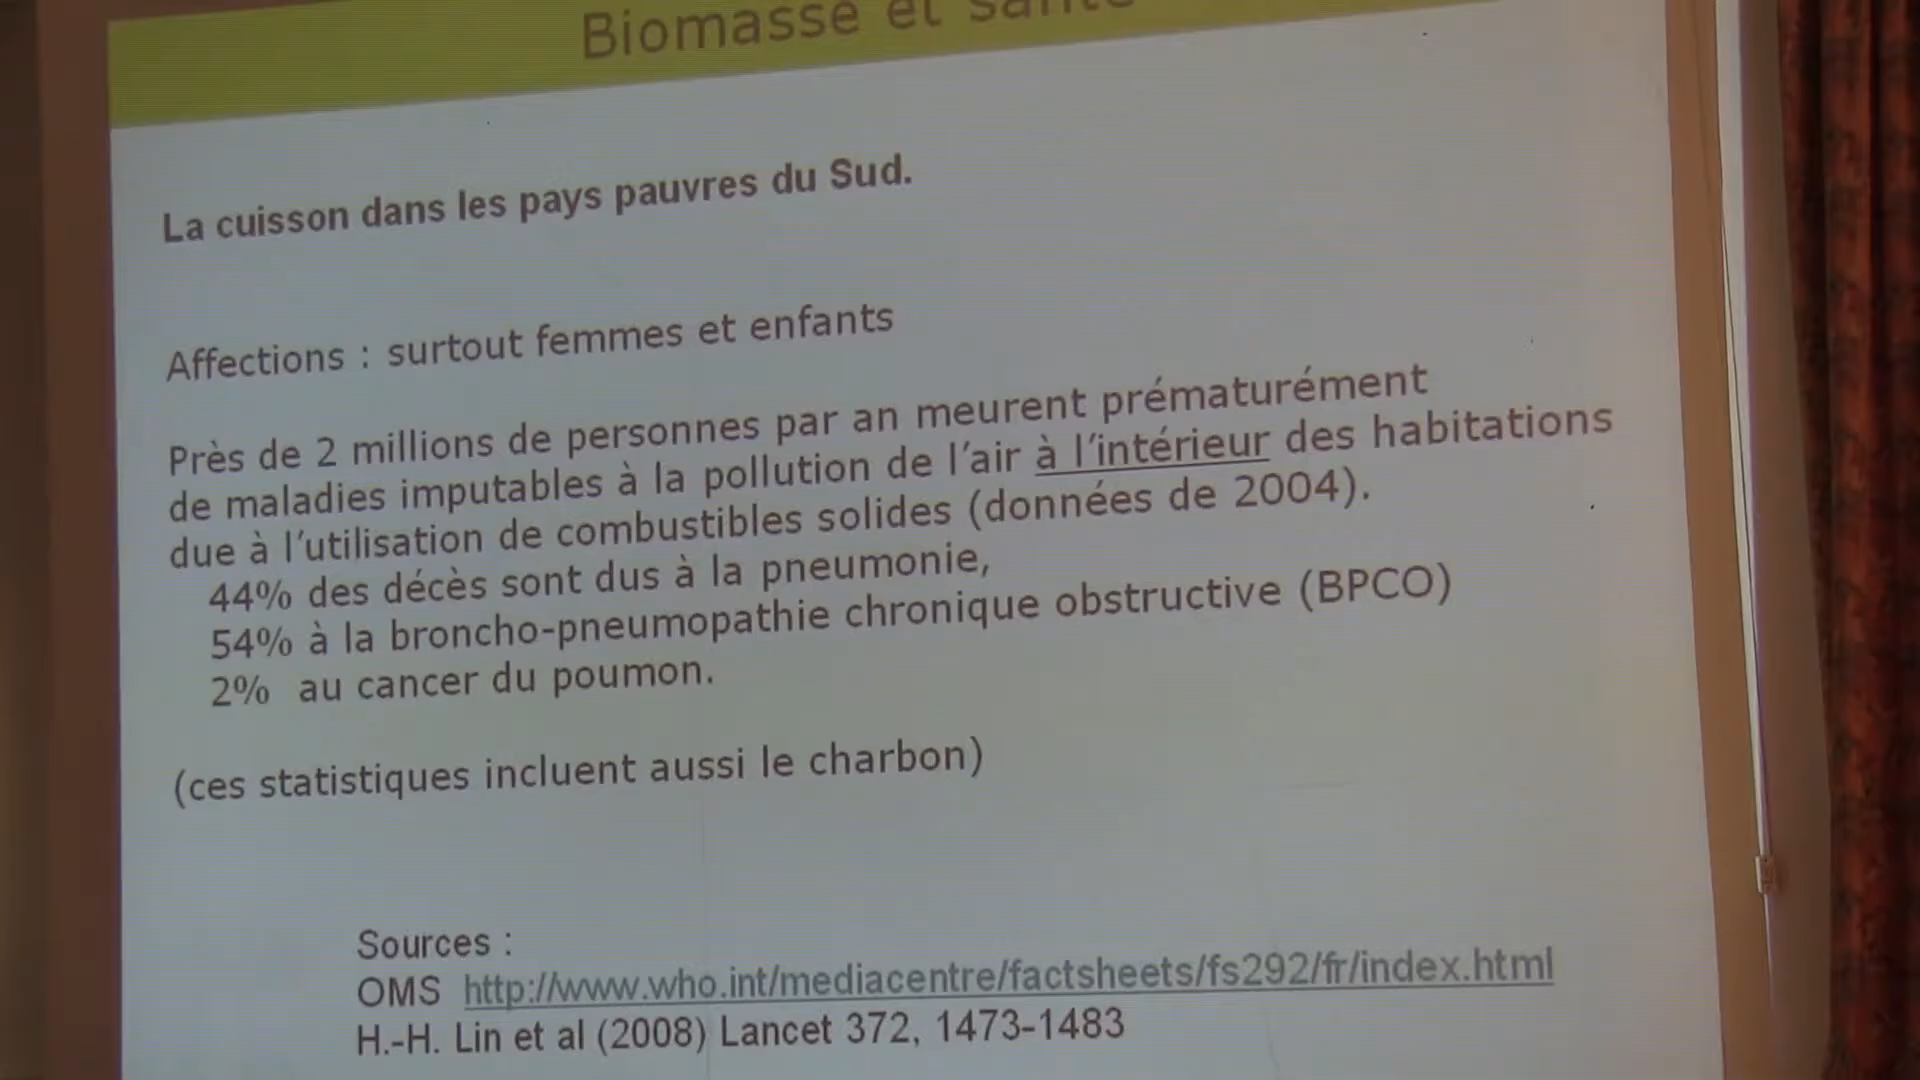 Biomasse et santé
La cuisson dans les pays pauvres du Sud.
Affections : surtout femmes et enfants
Près de 2 millions de personnes par an meurent prématurément
de maladies imputables à la pollution de l'air à l'intérieur des habitations
due à l'utilisation de combustibles solides (données de 2004).
44% des décès sont dus à la pneumonie,
54% à la broncho-pneumopathie chronique obstructive (BPCO)
2% au cancer du poumon.
(ces statistiques incluent aussi le charbon)
Sources :
OMS http://www.who.int/mediacentre/factsheets/fs292/fr/index.html
H.-H. Lin et al (2008) Lancet 372, 1473-1483